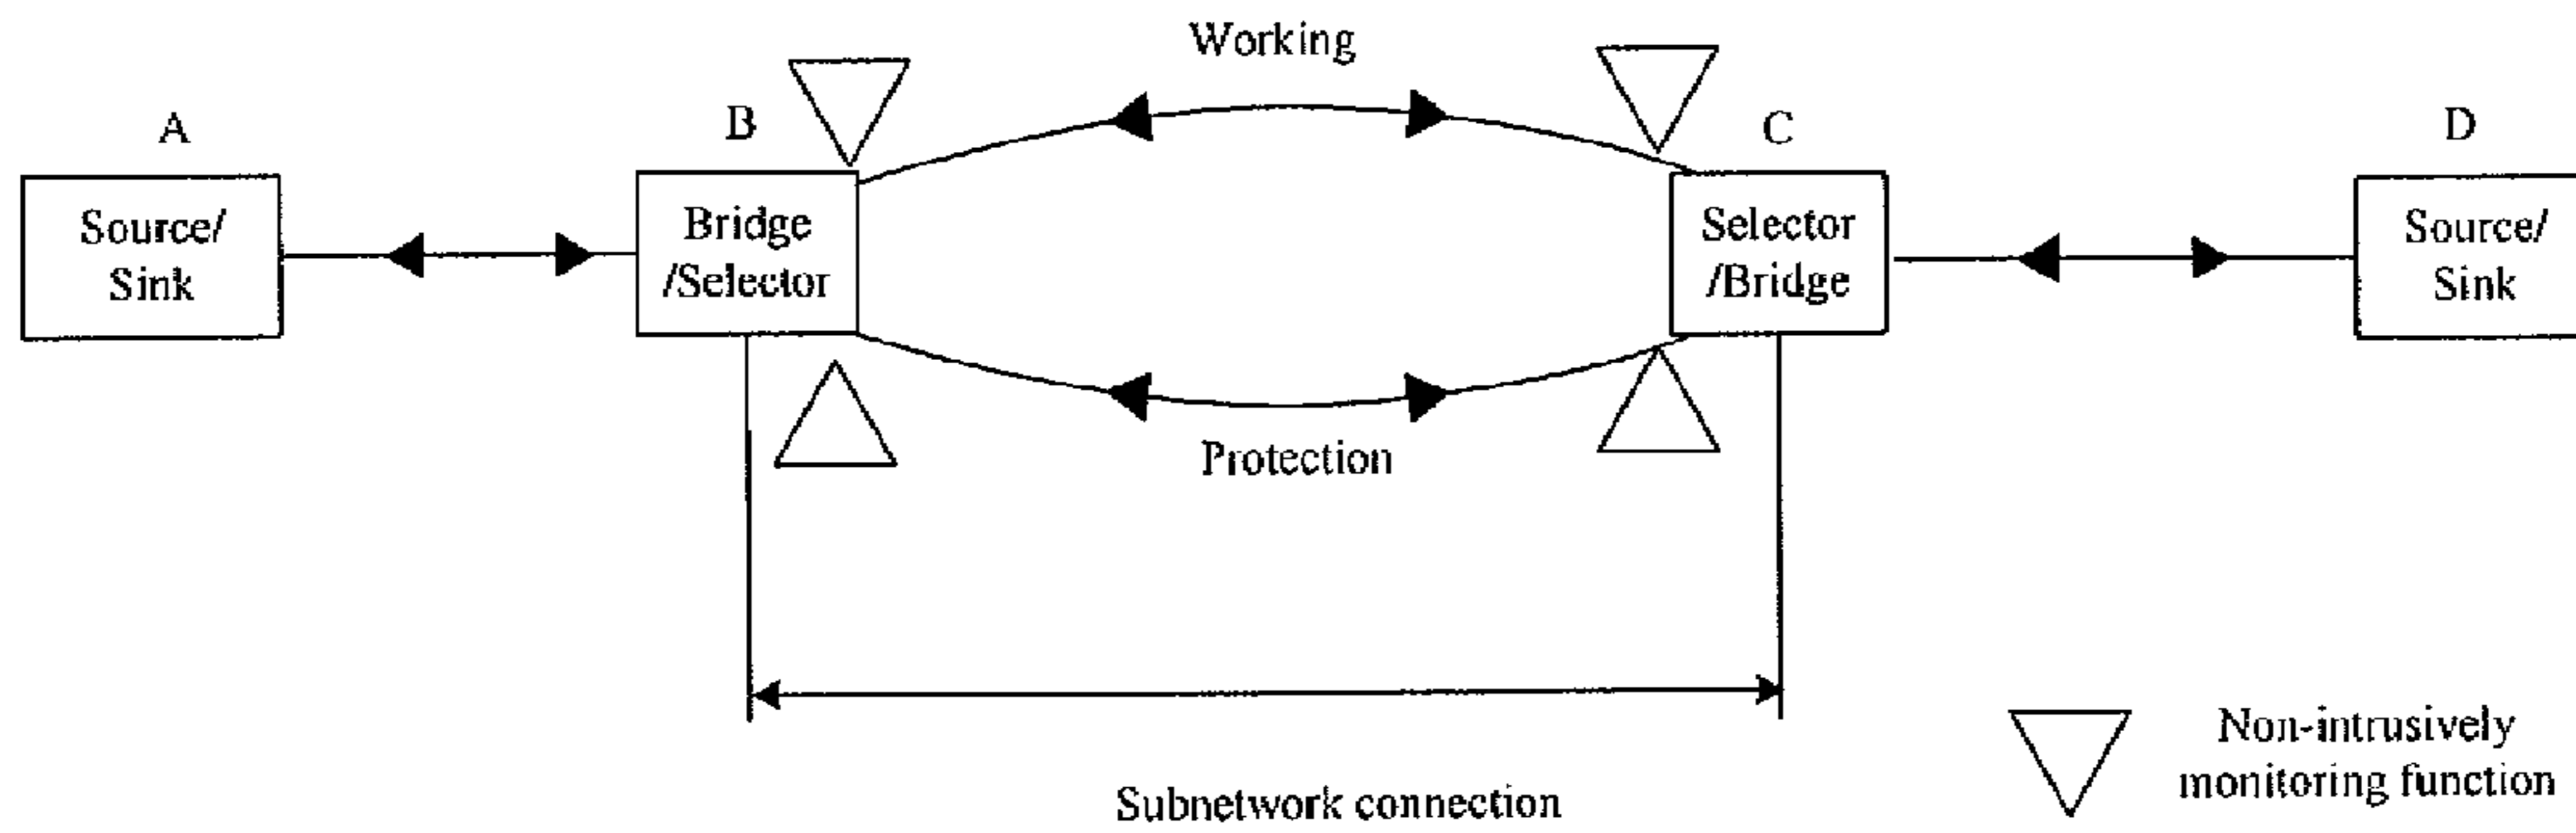 Working
A
B
C
D
Source/
Sink
Bridge
/Selector
Selector
/Bridge
Source/
Sink
Protection
Subnetwork connection
Non-intrusively
monitoring function